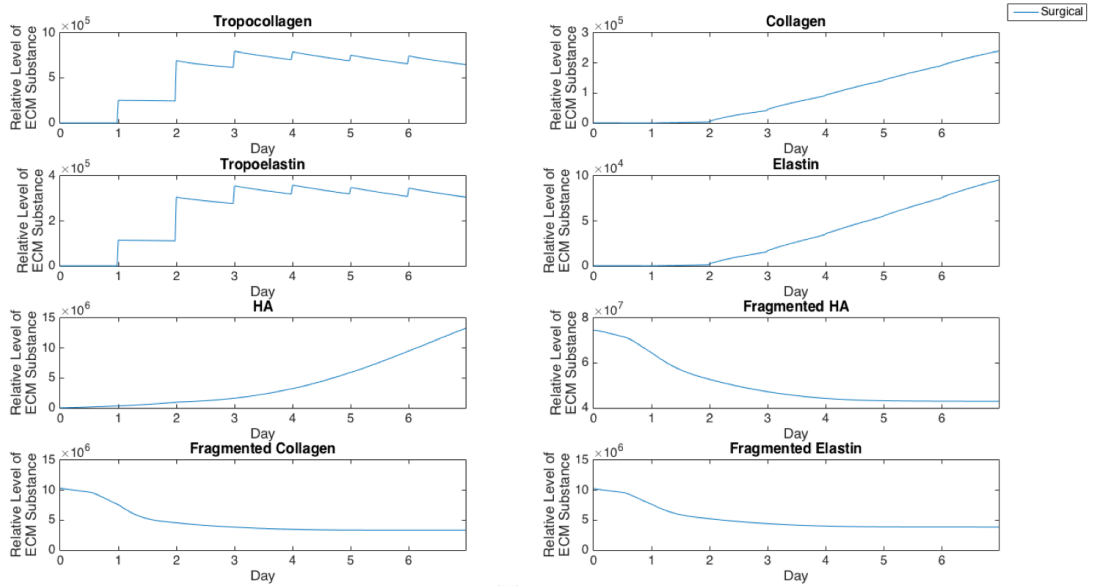 Surgical
Tropocollagen
×10^5
Relative Level of
ECM Substance
10
5
0
0 1 2 3 4 5 6
Day
Collagen
×10^5
Relative Level of
ECM Substance
3
2
1
0
0 1 2 3 4 5 6
Day
Tropoelastin
×10^5
Relative Level of
ECM Substance
4
2
0
0 1 2 3 4 5 6
Day
Elastin
×10^4
Relative Level of
ECM Substance
10
5
0
0 1 2 3 4 5 6
Day
HA
×10^6
Relative Level of
ECM Substance
15
10
5
0
0 1 2 3 4 5 6
Day
Fragmented HA
×10^7
Relative Level of
ECM Substance
8
6
4
0 1 2 3 4 5 6
Day
Fragmented Collagen
×10^6
Relative Level of
ECM Substance
15
10
5
0
0 1 2 3 4 5 6
Day
Fragmented Elastin
×10^6
Relative Level of
ECM Substance
15
10
5
0
0 1 2 3 4 5 6
Day